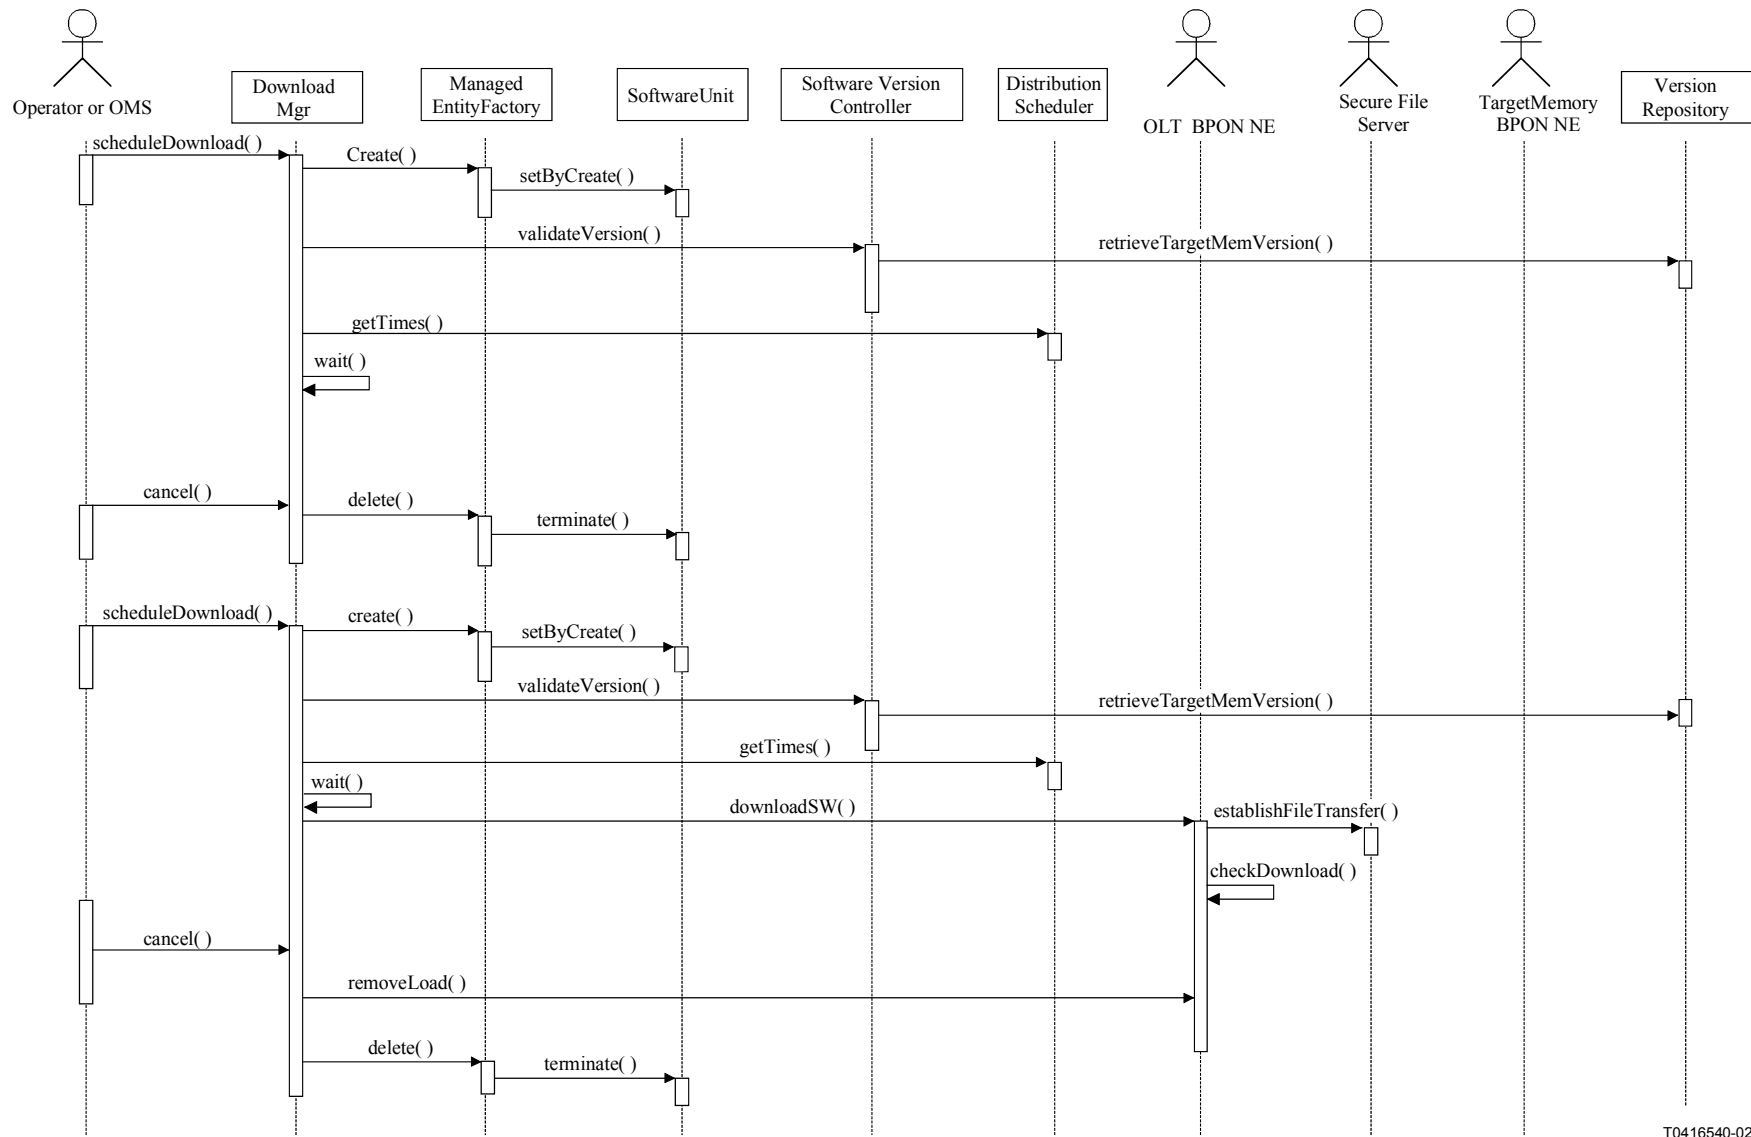 Operator or OMS
Download
Mgr
Managed
EntityFactory
SoftwareUnit
Software Version
Controller
Distribution
Scheduler
OLT BPON NE
Secure File
Server
TargetMemory
BPON NE
Version
Repository
scheduleDownload( )
Create( )
setByCreate( )
validateVersion( )
retrieveTargetMemVersion( )
getTimes( )
wait( )
cancel( )
delete( )
terminate( )
scheduleDownload( )
create( )
setByCreate( )
validateVersion( )
retrieveTargetMemVersion( )
getTimes( )
wait( )
downloadSW( )
establishFileTransfer( )
checkDownload( )
cancel( )
removeLoad( )
delete( )
terminate( )
T0416540-02